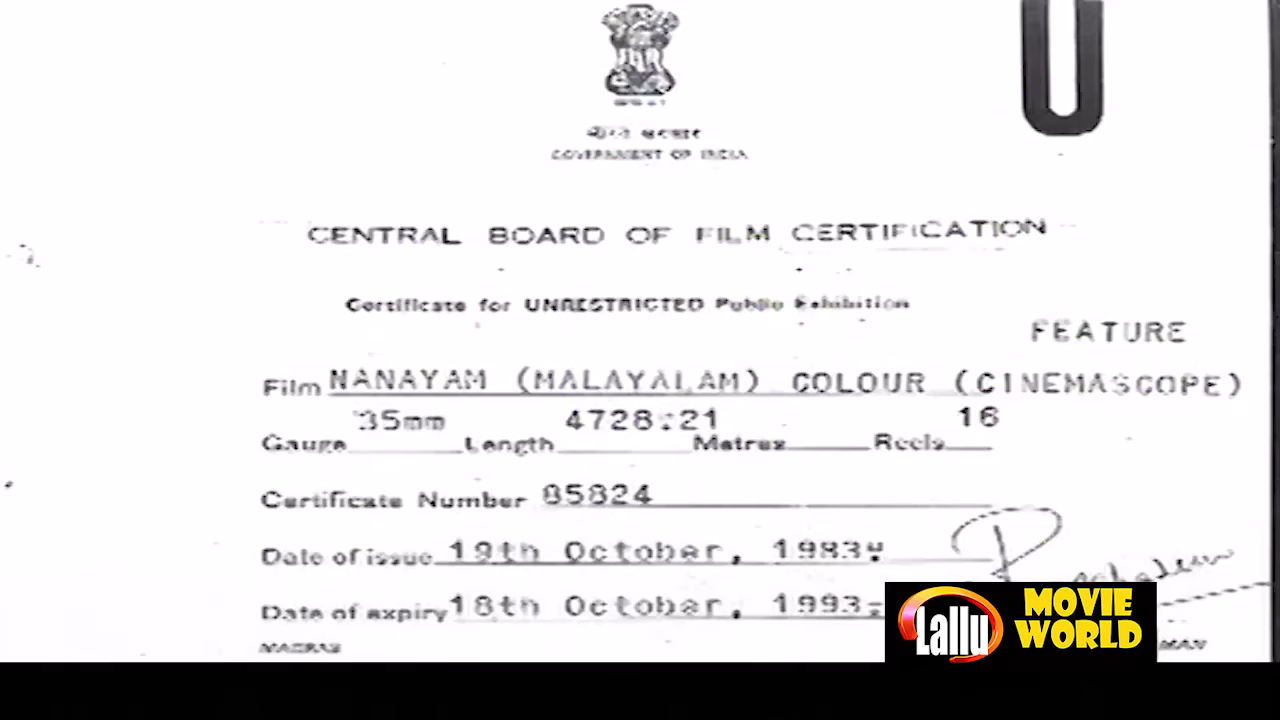 U
GOVERNMENT OF INDIA
CENTRAL BOARD OF FILM CERTIFICATION
Certificate for UNRESTRICTED Public Exhibition
FEATURE
Film NANAYAM (MALAYALAM) COLOUR (CINEMASCOPE)
35mm 4728:21 16
Gauge Length Metres Reels
Certificate Number 85824
Date of issue 19th October, 1983.
Date of expiry 18th October, 1993.
MADRAS
Lallu MOVIE WORLD